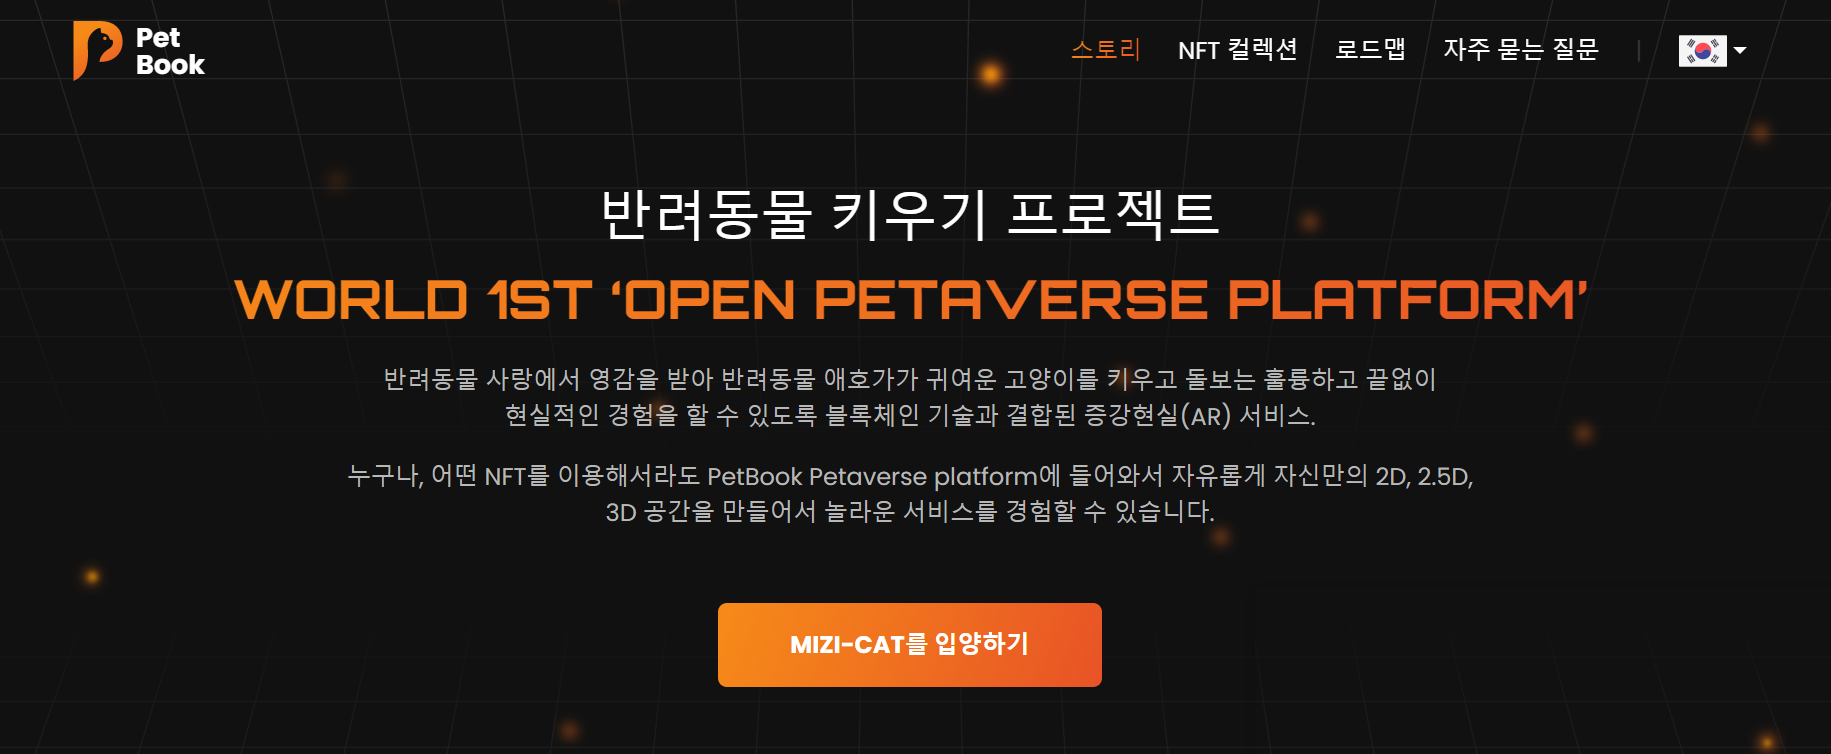 Pet
Book
스토리 NFT 컬렉션 로드맵 자주 묻는 질문 |
반려동물 키우기 프로젝트
WORLD 1ST ‘OPEN PETAVERSE PLATFORM’
반려동물 사랑에서 영감을 받아 반려동물 애호가가 귀여운 고양이를 키우고 돌보는 훌륭하고 끝없이
현실적인 경험을 할 수 있도록 블록체인 기술과 결합된 증강현실(AR) 서비스.
누구나, 어떤 NFT를 이용해서라도 PetBook Petaverse platform에 들어와서 자유롭게 자신만의 2D, 2.5D,
3D 공간을 만들어서 놀라운 서비스를 경험할 수 있습니다.
MIZI-CAT를 입양하기